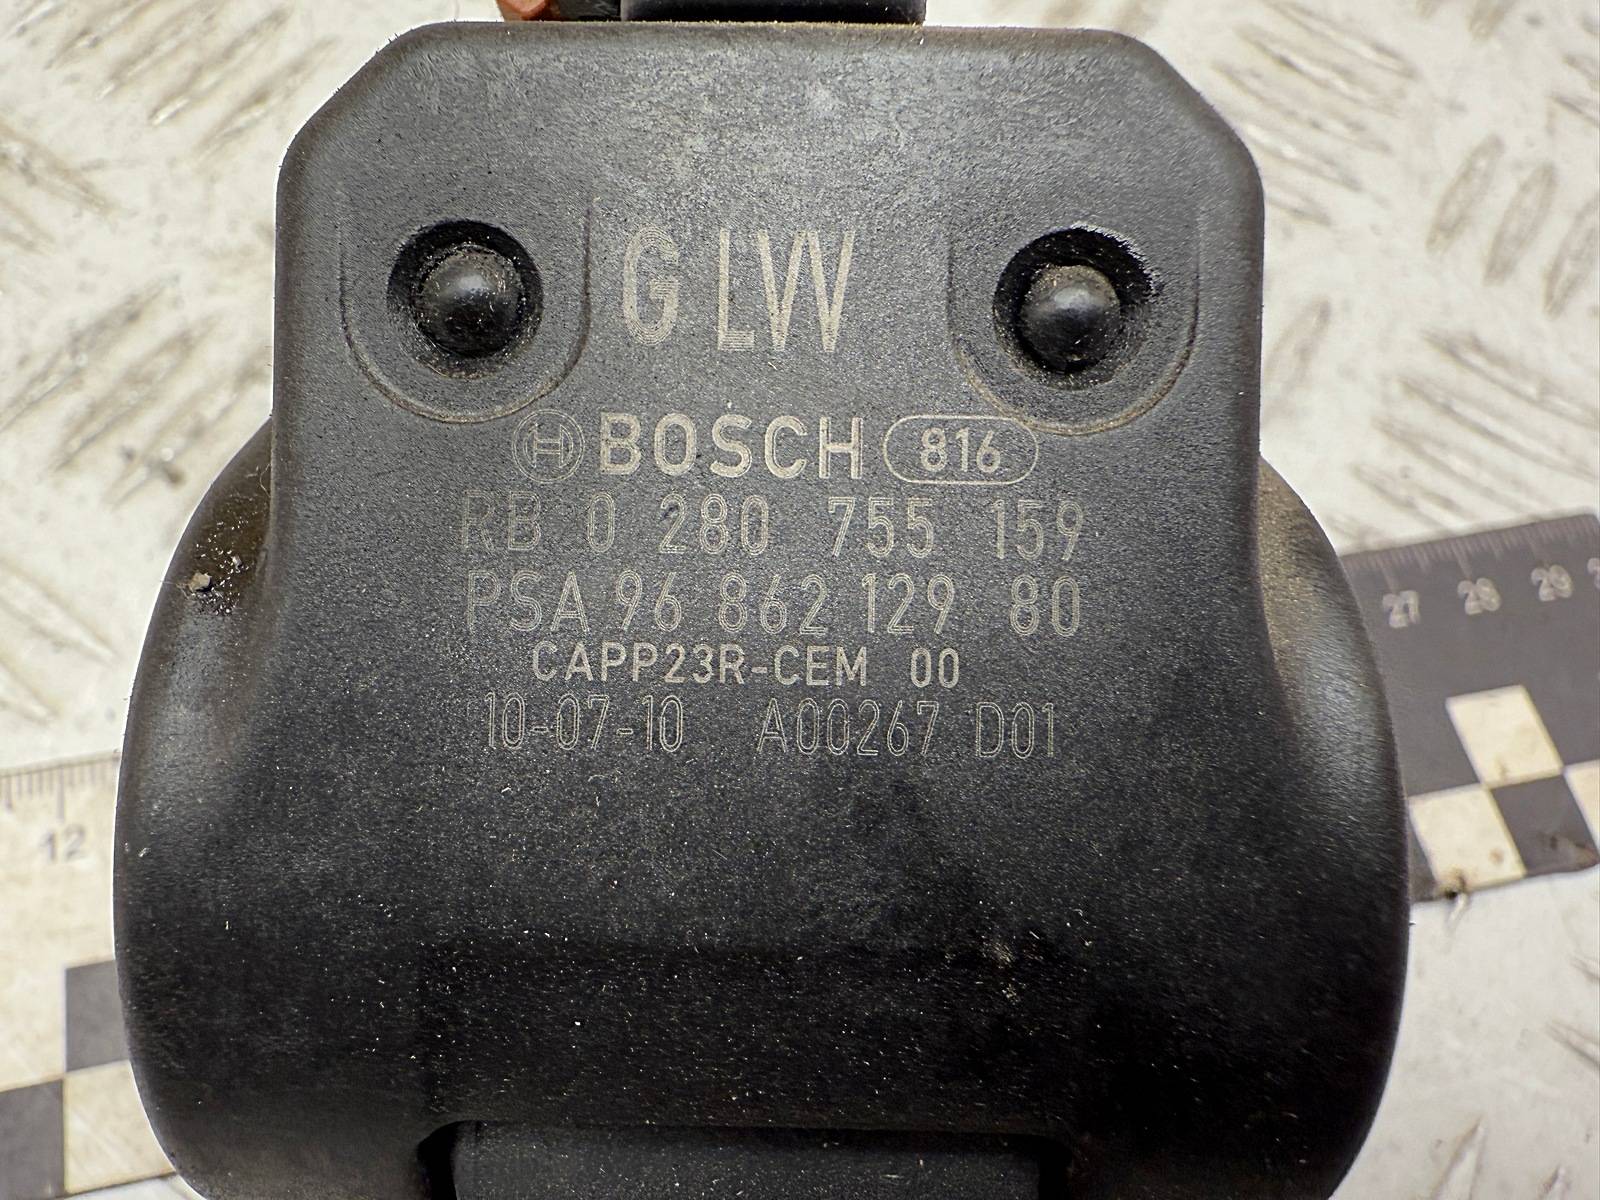 G LW
BOSCH 816
RB 0 280 755 159
PSA 96 862 129 80
CAPP23R-CEM 00
10-07-10 A00267 D01
27 28 29
12